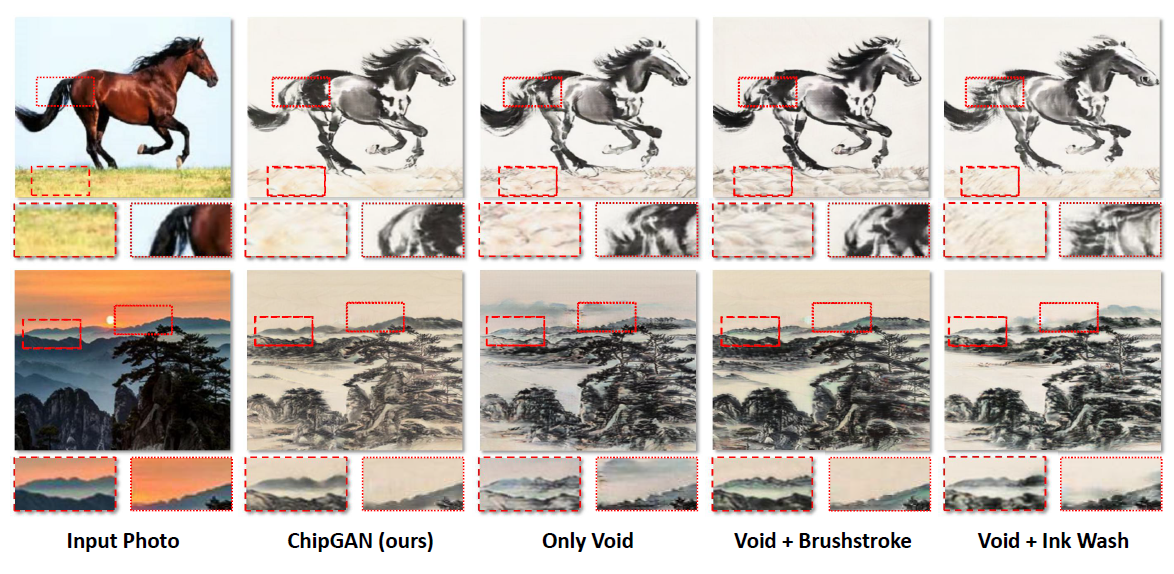 Input Photo
ChipGAN (ours)
Only Void
Void + Brushstroke
Void + Ink Wash